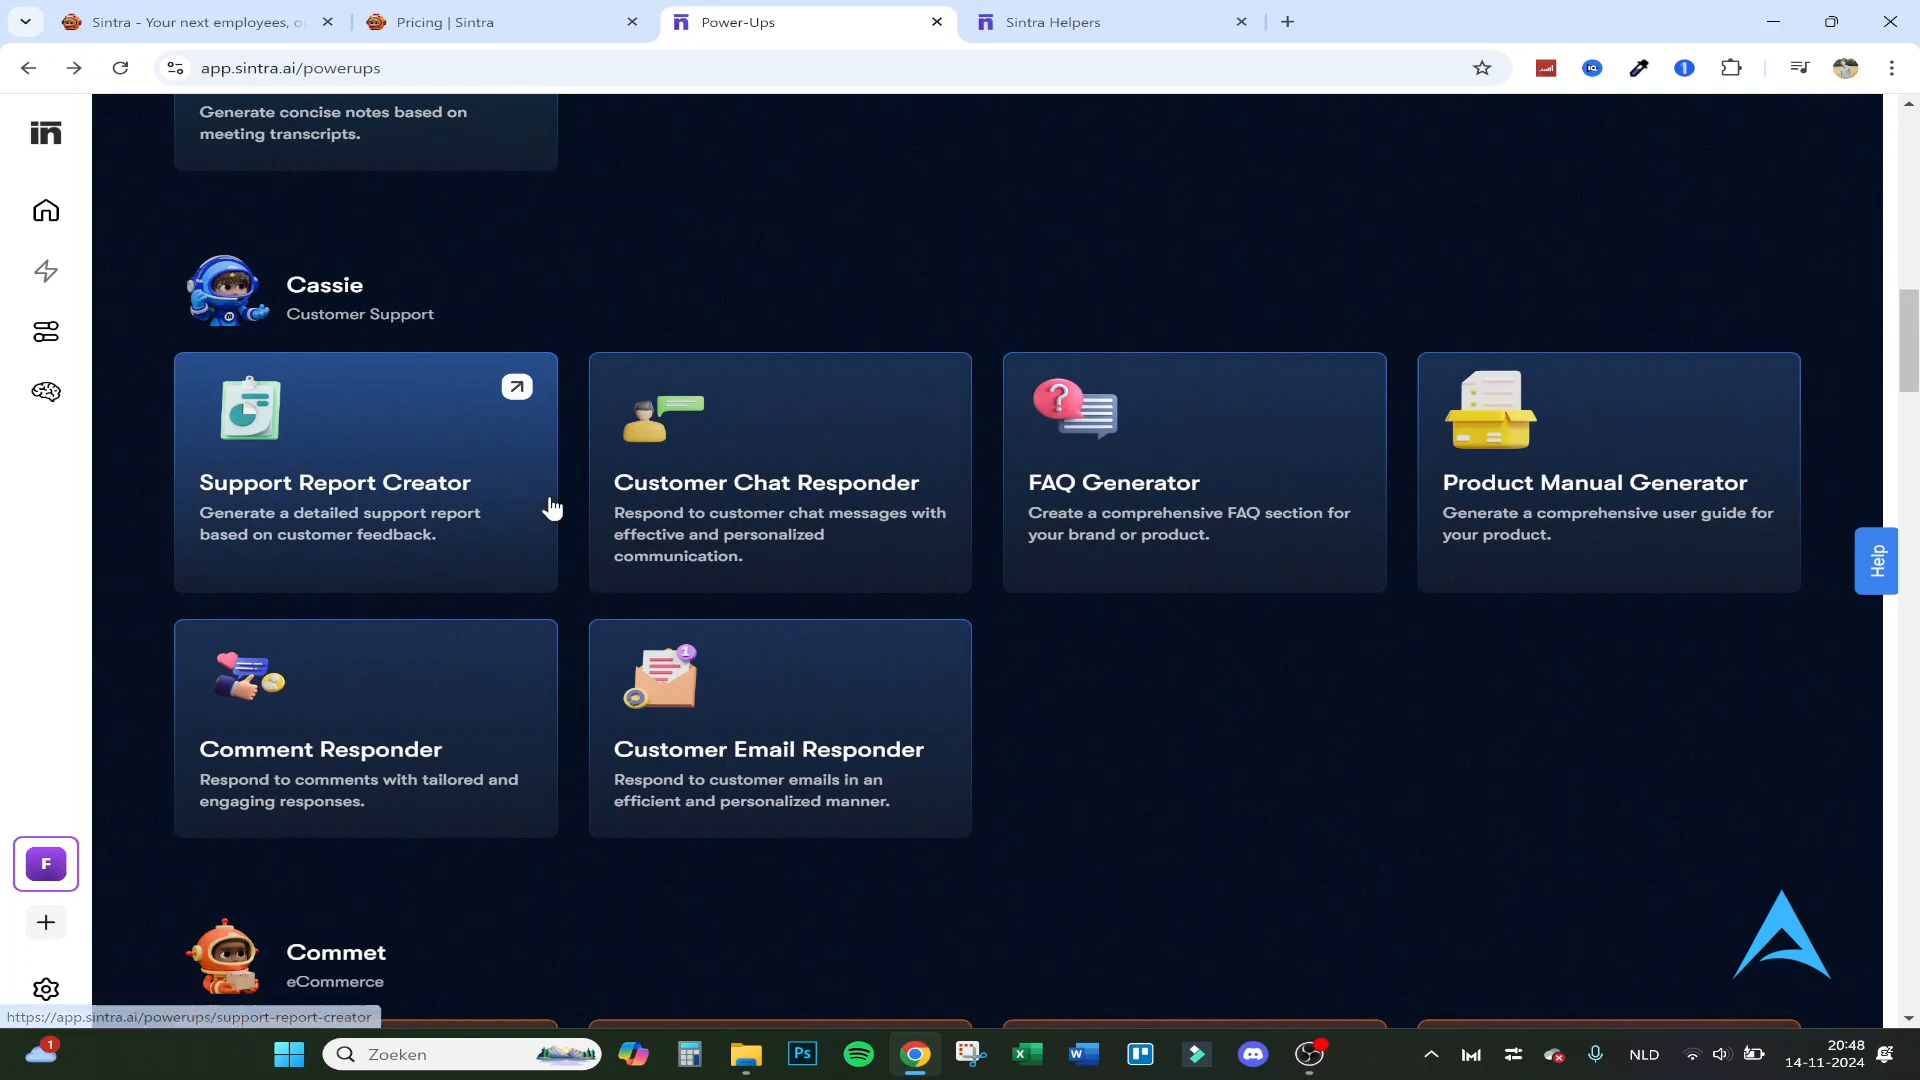 Sintra - Your next employees, o
Pricing | Sintra
Power-Ups
Sintra Helpers
app.sintra.ai/powerups
Generate concise notes based on
meeting transcripts.
Cassie
Customer Support
Support Report Creator
Generate a detailed support report
based on customer feedback.
Customer Chat Responder
Respond to customer chat messages with
effective and personalized
communication.
FAQ Generator
Create a comprehensive FAQ section for
your brand or product.
Product Manual Generator
Generate a comprehensive user guide for
your product.
Help
Comment Responder
Respond to comments with tailored and
engaging responses.
Customer Email Responder
Respond to customer emails in an
efficient and personalized manner.
F
Commet
eCommerce
https://app.sintra.ai/powerups/support-report-creator
1
Zoeken
Ps
NLD
20:48
14-11-2024